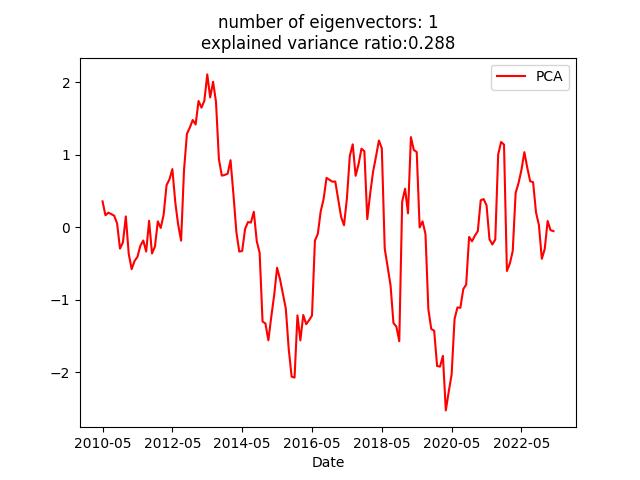 number of eigenvectors: 1
explained variance ratio:0.288
PCA
2
1
0
−1
−2
2010-05 2012-05 2014-05 2016-05 2018-05 2020-05 2022-05
Date